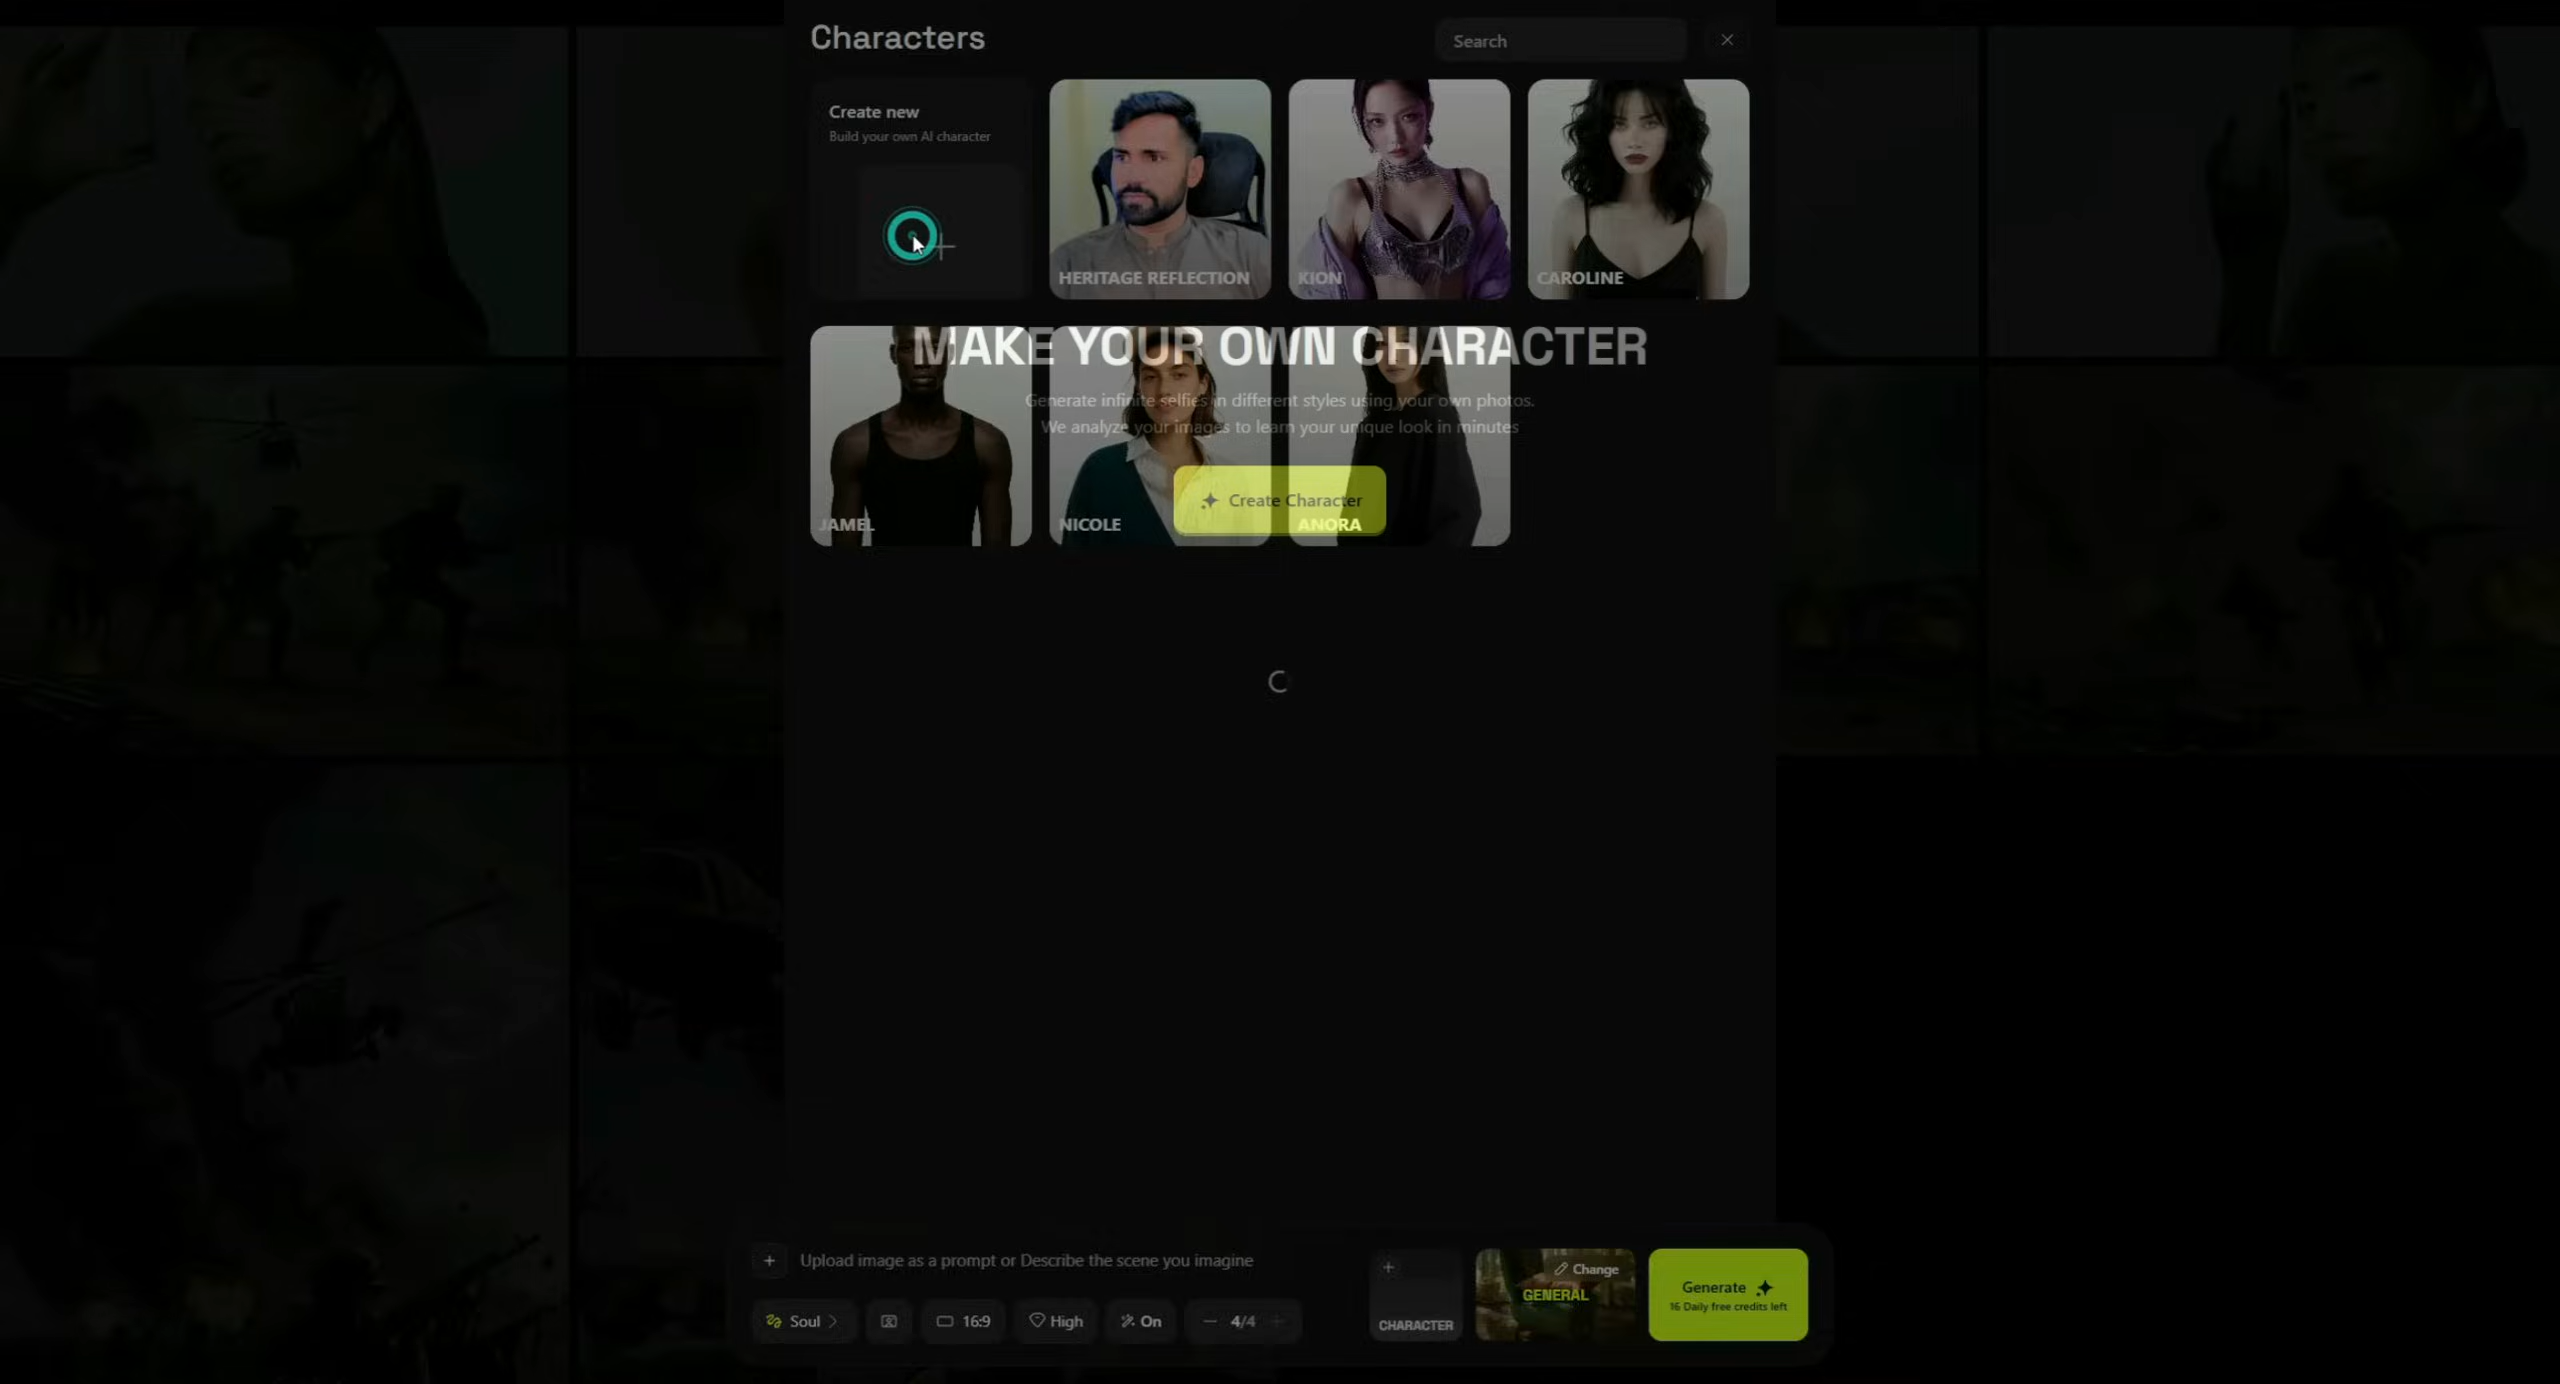 Characters
Search
Create new
Build your own AI character
HERITAGE REFLECTION
KION
CAROLINE
MAKE YOUR OWN CHARACTER
Generate infinite selfies in different styles using your own photos.
We analyze your images to learn your unique look in minutes
Create Character
JAMEL
NICOLE
ANORA
Upload image as a prompt or Describe the scene you imagine
Soul
16:9
High
On
4/4
CHARACTER
Change
GENERAL
Generate
16 Daily free credits left